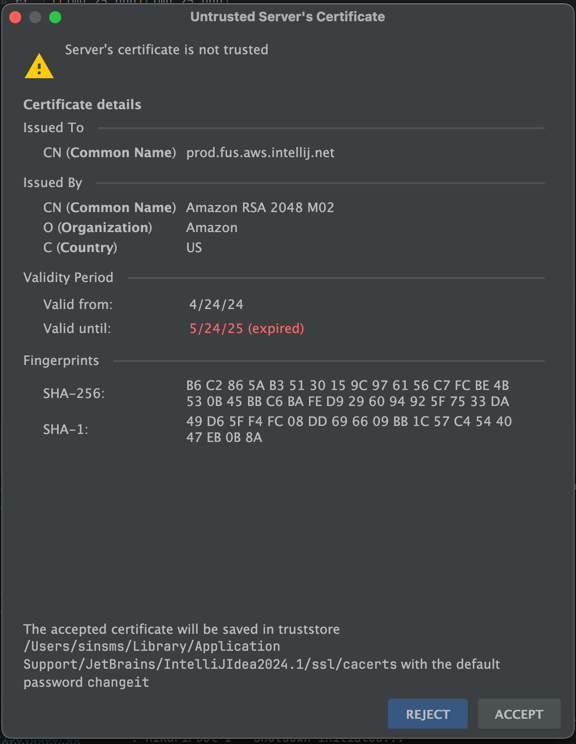 Untrusted Server's Certificate
Server's certificate is not trusted
Certificate details
Issued To
CN (Common Name) prod.fus.aws.intellij.net
Issued By
CN (Common Name) Amazon RSA 2048 M02
O (Organization) Amazon
C (Country) US
Validity Period
Valid from: 4/24/24
Valid until: 5/24/25 (expired)
Fingerprints
SHA-256: B6 C2 86 5A B3 51 30 15 9C 97 61 56 C7 FC BE 4B
53 0B 45 BB C6 BA FE D9 29 60 94 92 5F 75 33 DA
SHA-1: 49 D6 5F F4 FC 08 DD 69 66 09 BB 1C 57 C4 54 40
47 EB 0B 8A
The accepted certificate will be saved in truststore
/Users/sinsms/Library/Application
Support/JetBrains/IntelliJIdea2024.1/ssl/cacerts with the default
password changeit
REJECT ACCEPT